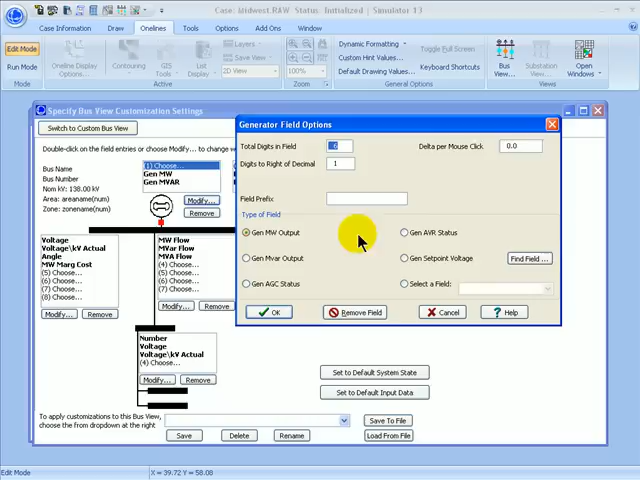 Case: Midwest.RAW Status: Initialized | Simulator 13
Case Information Draw Onelines Tools Options Add Ons Window
Edit Mode
Run Mode
Mode
Oneline Display Options
Contouring
GIS Tools
List Display
Layers
2D View
Active
100%
Zoom
Dynamic Formatting
Custom Hint Values...
Default Drawing Values...
Toggle Full Screen
Keyboard Shortcuts
General Options
Bus View...
Substation View...
Open Windows
Views
Specify Bus View Customization Settings
Switch to Custom Bus View
Double-click on the field entries or choose Modify... to change
Bus Name
Bus Number
Nom kV: 138.00 kV
Area: areaname(num)
Zone: zonename(num)
(1) Choose...
Gen MW
Gen MVAR
Modify...
Remove
Voltage
Voltage\kV Actual
Angle
MW Marg Cost
(5) Choose...
(6) Choose...
(7) Choose...
(8) Choose...
Modify... Remove
MW Flow
MVar Flow
MVA Flow
(4) Choose...
(5) Choose...
(6) Choose...
Modify... Remove
Number
Voltage
Voltage\kV Actual
(4) Choose...
Modify... Remove
Generator Field Options
Total Digits in Field 6
Delta per Mouse Click 0.0
Digits to Right of Decimal 1
Field Prefix
Type of Field
Gen MW Output
Gen AVR Status
Gen Mvar Output
Gen Setpoint Voltage
Find Field ...
Gen AGC Status
Select a Field:
OK Remove Field Cancel Help
Set to Default System State
Set to Default Input Data
To apply customizations to this Bus View,
choose the from dropdown at the right
Save To File
Save Delete Rename Load From File
Edit Mode X = 39.72 Y = 58.08